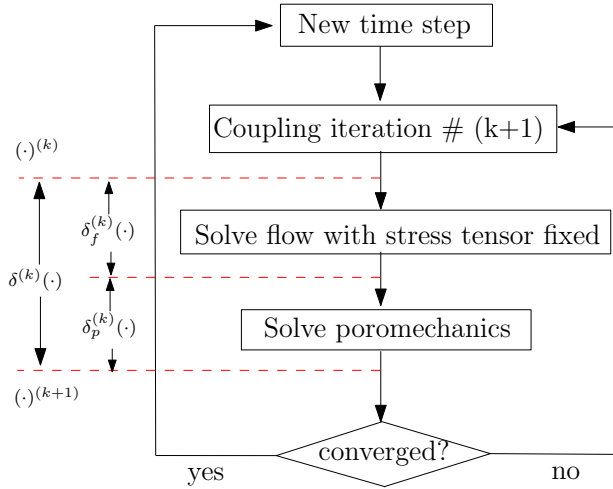 New time step
Coupling iteration # (k+1)
(·)^{(k)}
δ_f^{(k)}(·)
Solve flow with stress tensor fixed
δ^{(k)}(·)
δ_p^{(k)}(·)
Solve poromechanics
(·)^{(k+1)}
converged?
yes
no